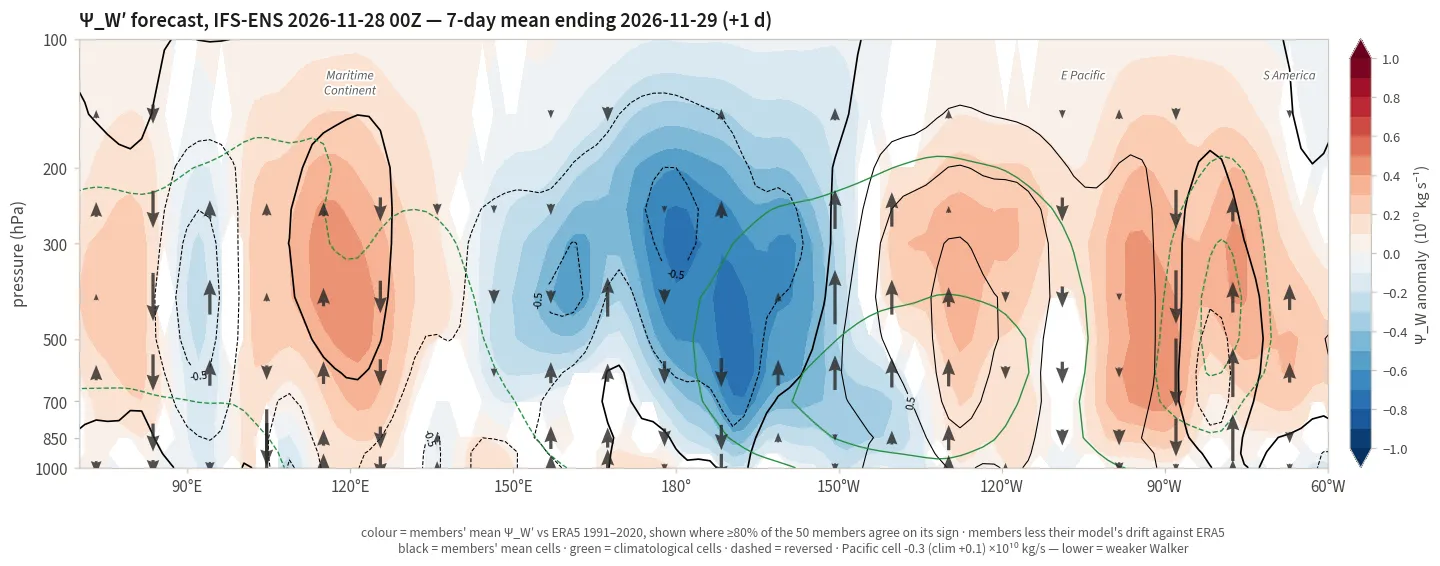 Ψ_W′ forecast, IFS-ENS 2026-11-28 00Z — 7-day mean ending 2026-11-29 (+1 d)
Maritime
Continent
E Pacific
S America
100
200
300
400
500
700
850
1000
pressure (hPa)
90°E
120°E
150°E
180°
150°W
120°W
90°W
60°W
-0.5
-0.5
0.5
-0.5
0.5
1.0
0.8
0.6
0.4
0.2
0.0
−0.2
−0.4
−0.6
−0.8
−1.0
Ψ_W anomaly (10¹⁰ kg s⁻¹)
colour = members' mean Ψ_W′ vs ERA5 1991–2020, shown where ≥80% of the 50 members agree on its sign · members less their model's drift against ERA5
black = members' mean cells · green = climatological cells · dashed = reversed · Pacific cell -0.3 (clim +0.1) ×10¹⁰ kg/s — lower = weaker Walker